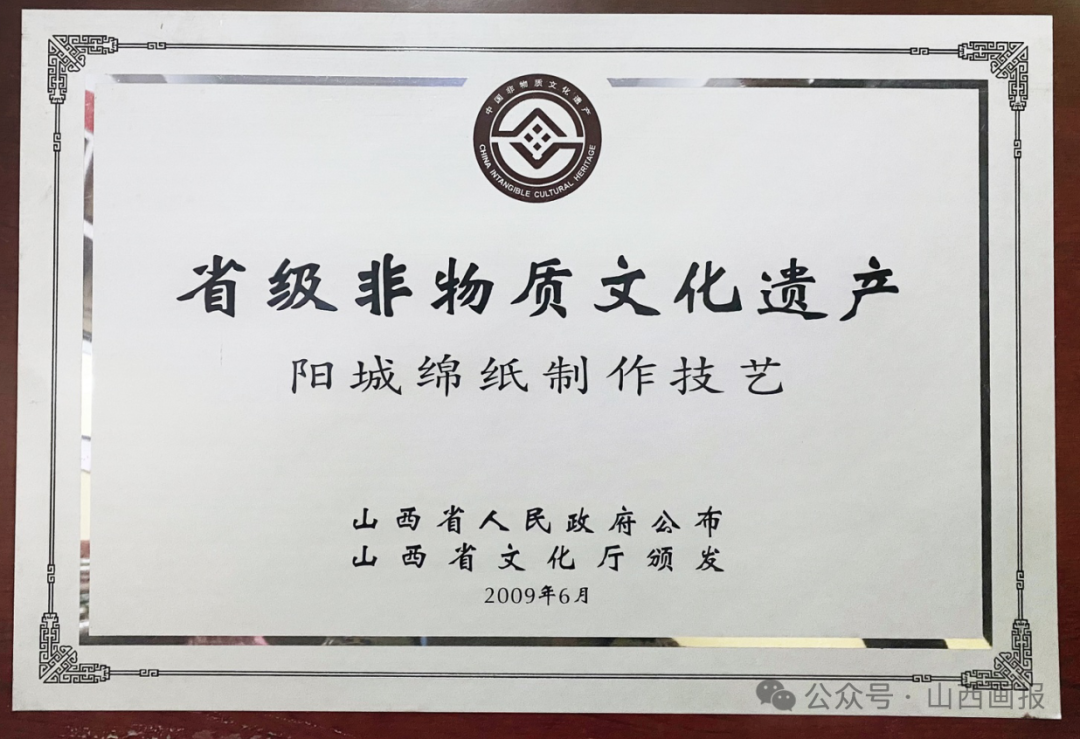 中国非物质文化遗产
CHINA INTANGIBLE CULTURAL HERITAGE
省级非物质文化遗产
阳城绵纸制作技艺
山西省人民政府公布
山西省文化厅颁发
2009年6月
公众号·山西画报